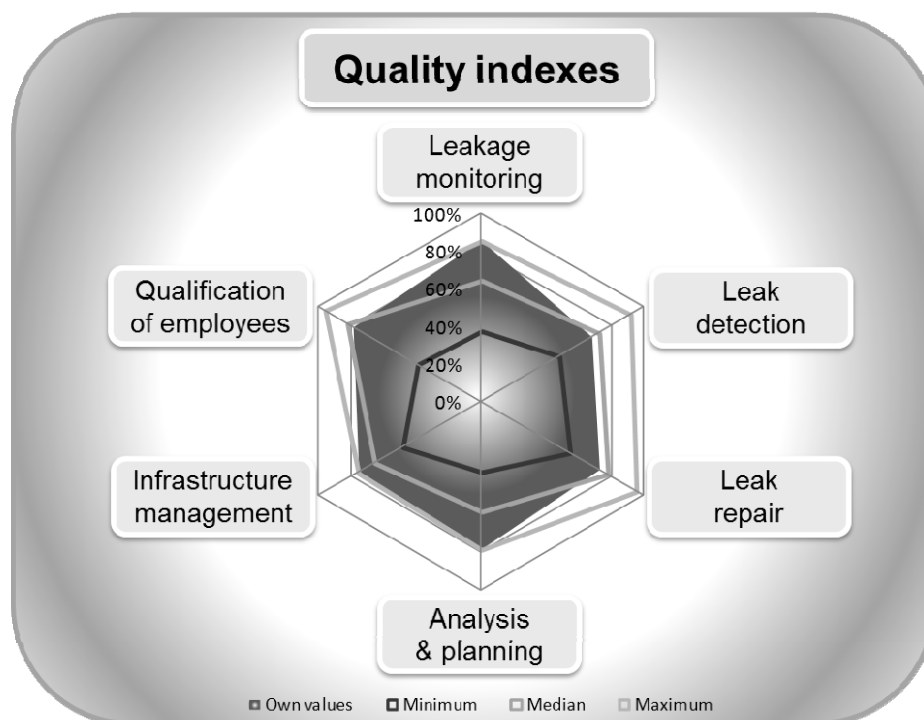 Quality indexes
Leakage
monitoring
100%
80%
60%
40%
20%
0%
Qualification
of employees
Leak
detection
Infrastructure
management
Leak
repair
Analysis
& planning
Own values
Minimum
Median
Maximum